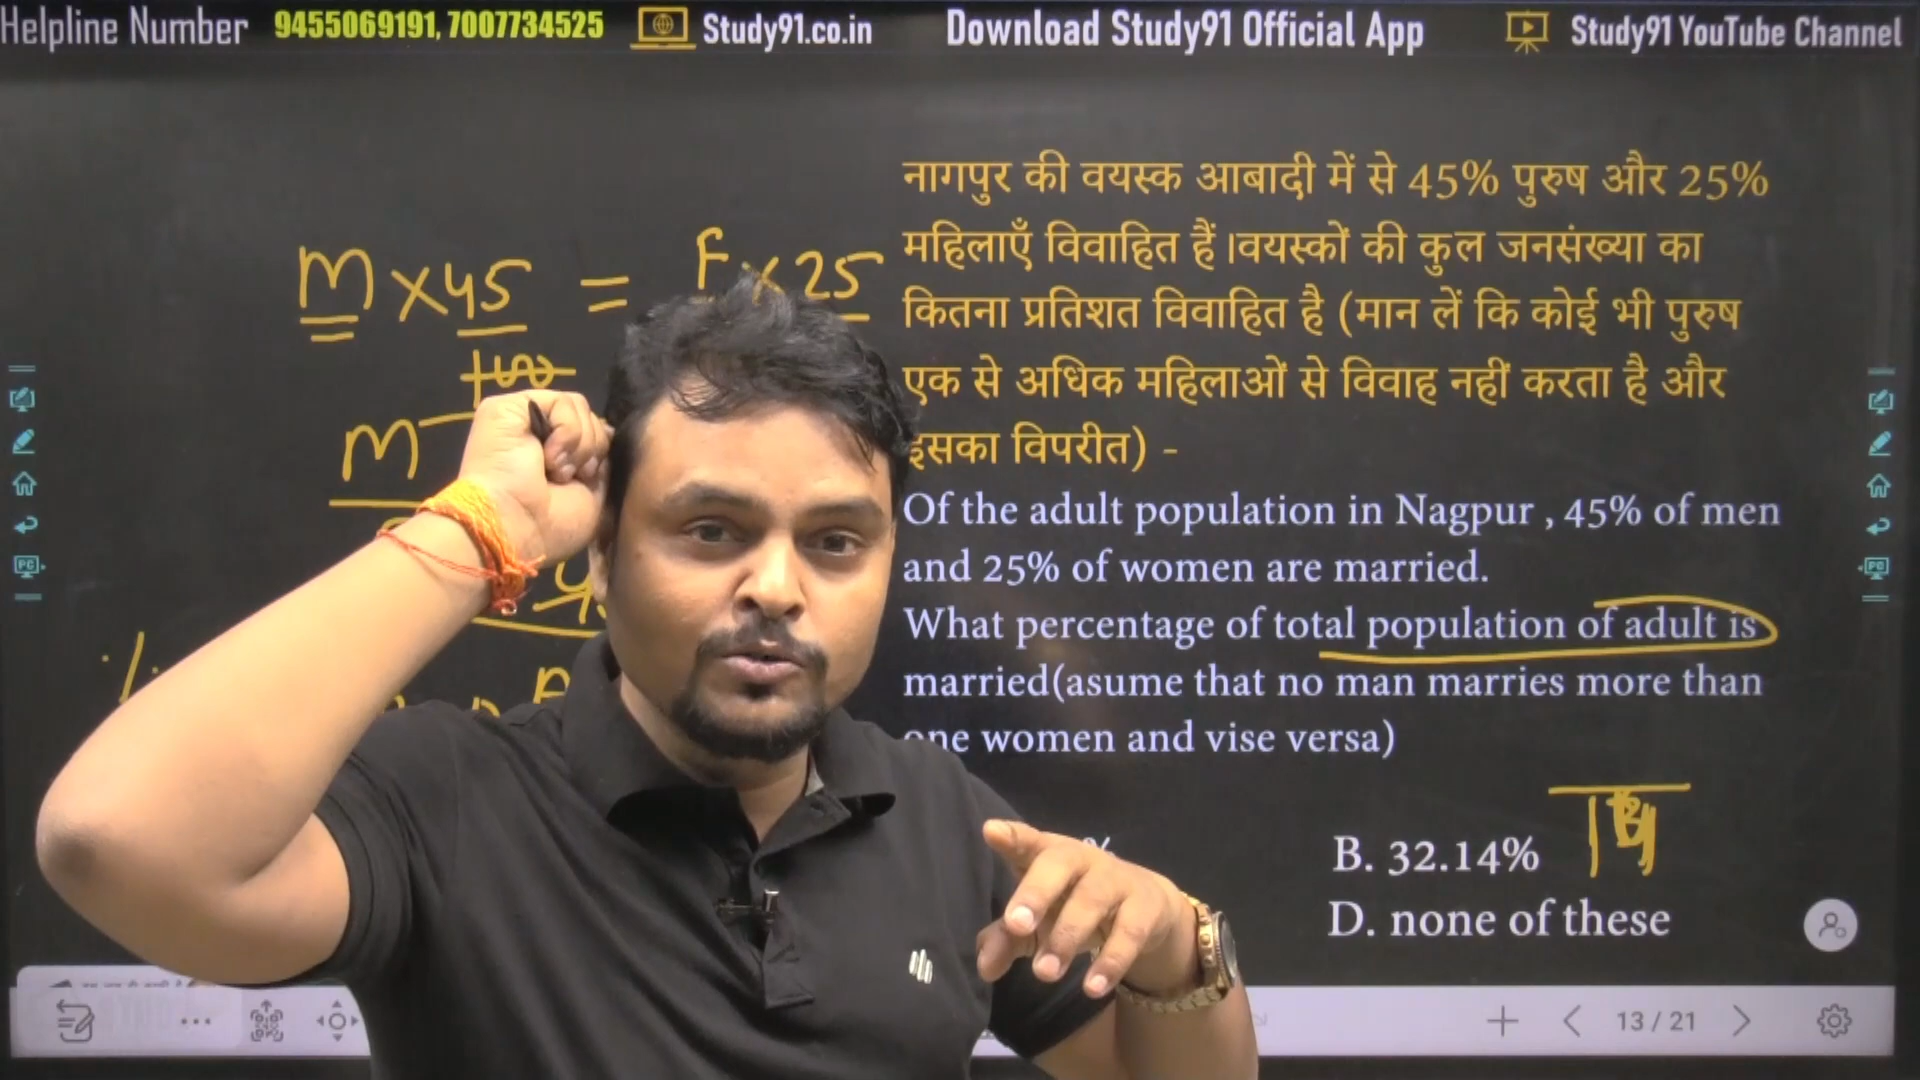 Helpline Number 9455069191, 7007734525 Study91.co.in Download Study91 Official App Study91 YouTube Channel
नागपुर की वयस्क आबादी में से 45% पुरुष और 25%
महिलाएँ विवाहित हैं।वयस्कों की कुल जनसंख्या का
कितना प्रतिशत विवाहित है (मान लें कि कोई भी पुरुष
एक से अधिक महिलाओं से विवाह नहीं करता है और
इसका विपरीत) -
Of the adult population in Nagpur , 45% of men
and 25% of women are married.
What percentage of total population of adult is
married(asume that no man marries more than
one women and vise versa)
B. 32.14%
D. none of these
M x 45 = F x 25
100
M
14
PC
PC
13 / 21